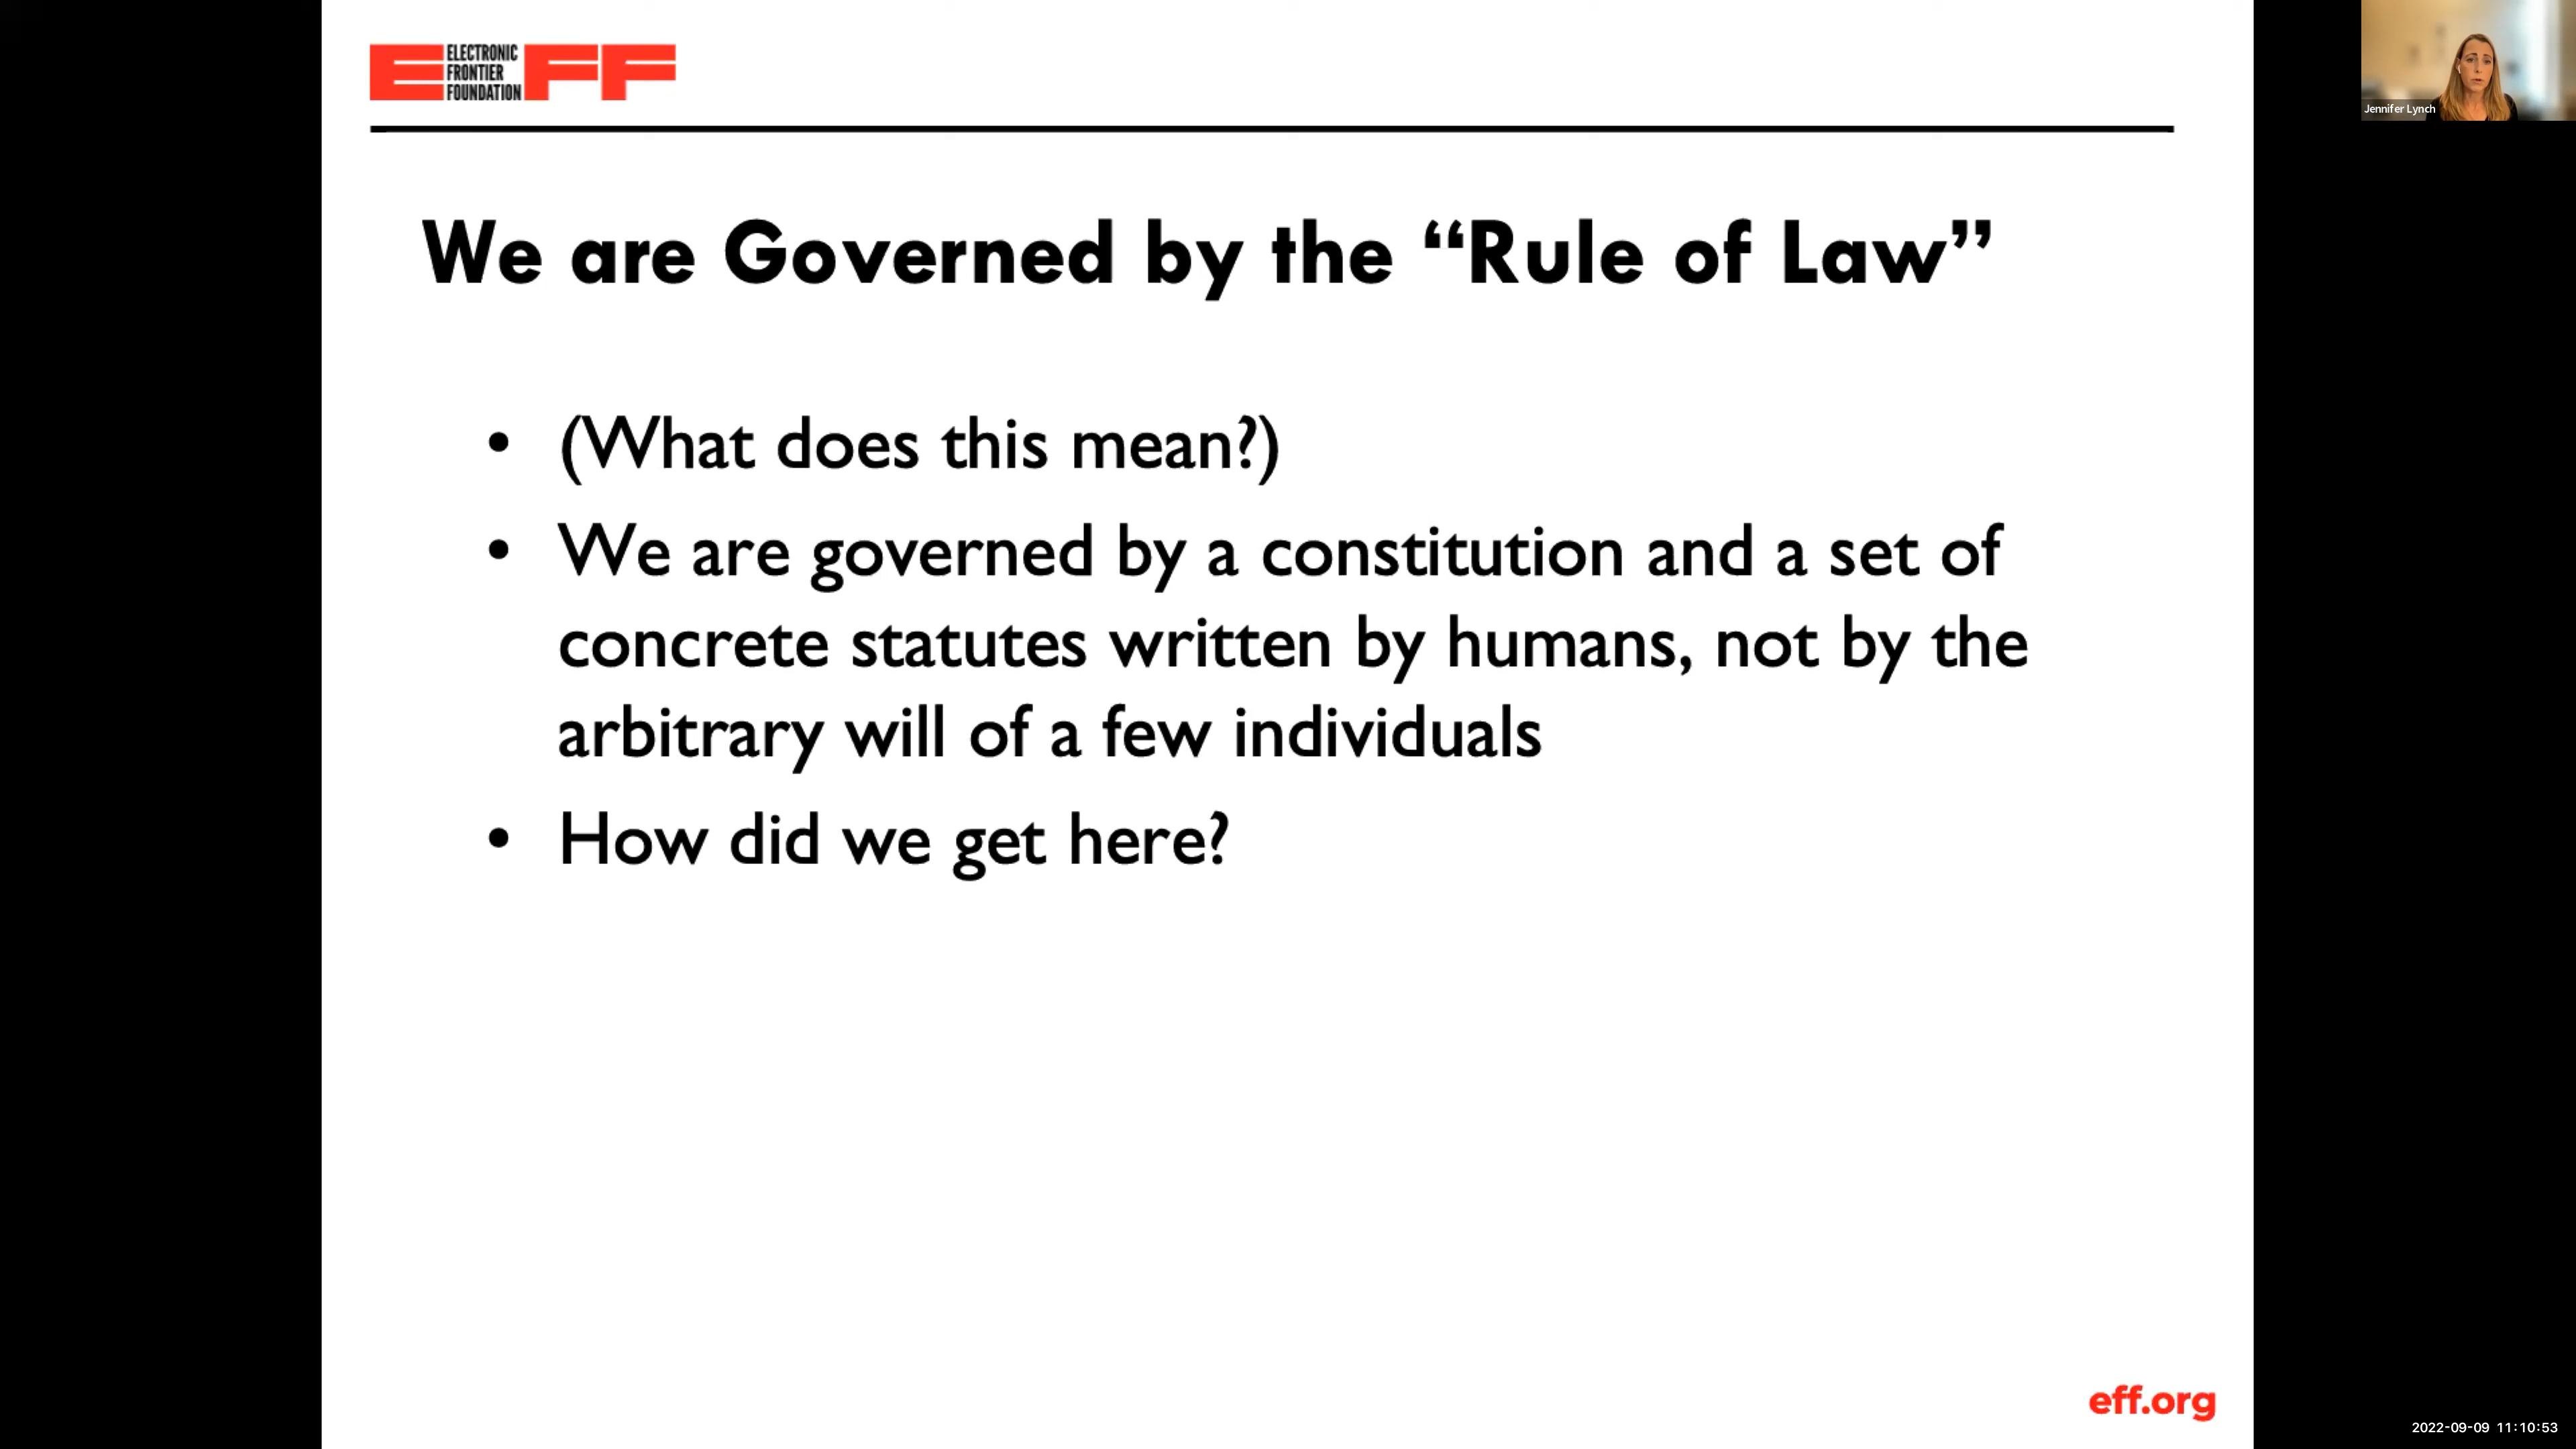 ELECTRONIC
FRONTIER
FOUNDATION
EFF
Jennifer Lynch
We are Governed by the “Rule of Law”
• (What does this mean?)
• We are governed by a constitution and a set of
concrete statutes written by humans, not by the
arbitrary will of a few individuals
• How did we get here?
eff.org
2022-09-09 11:10:53